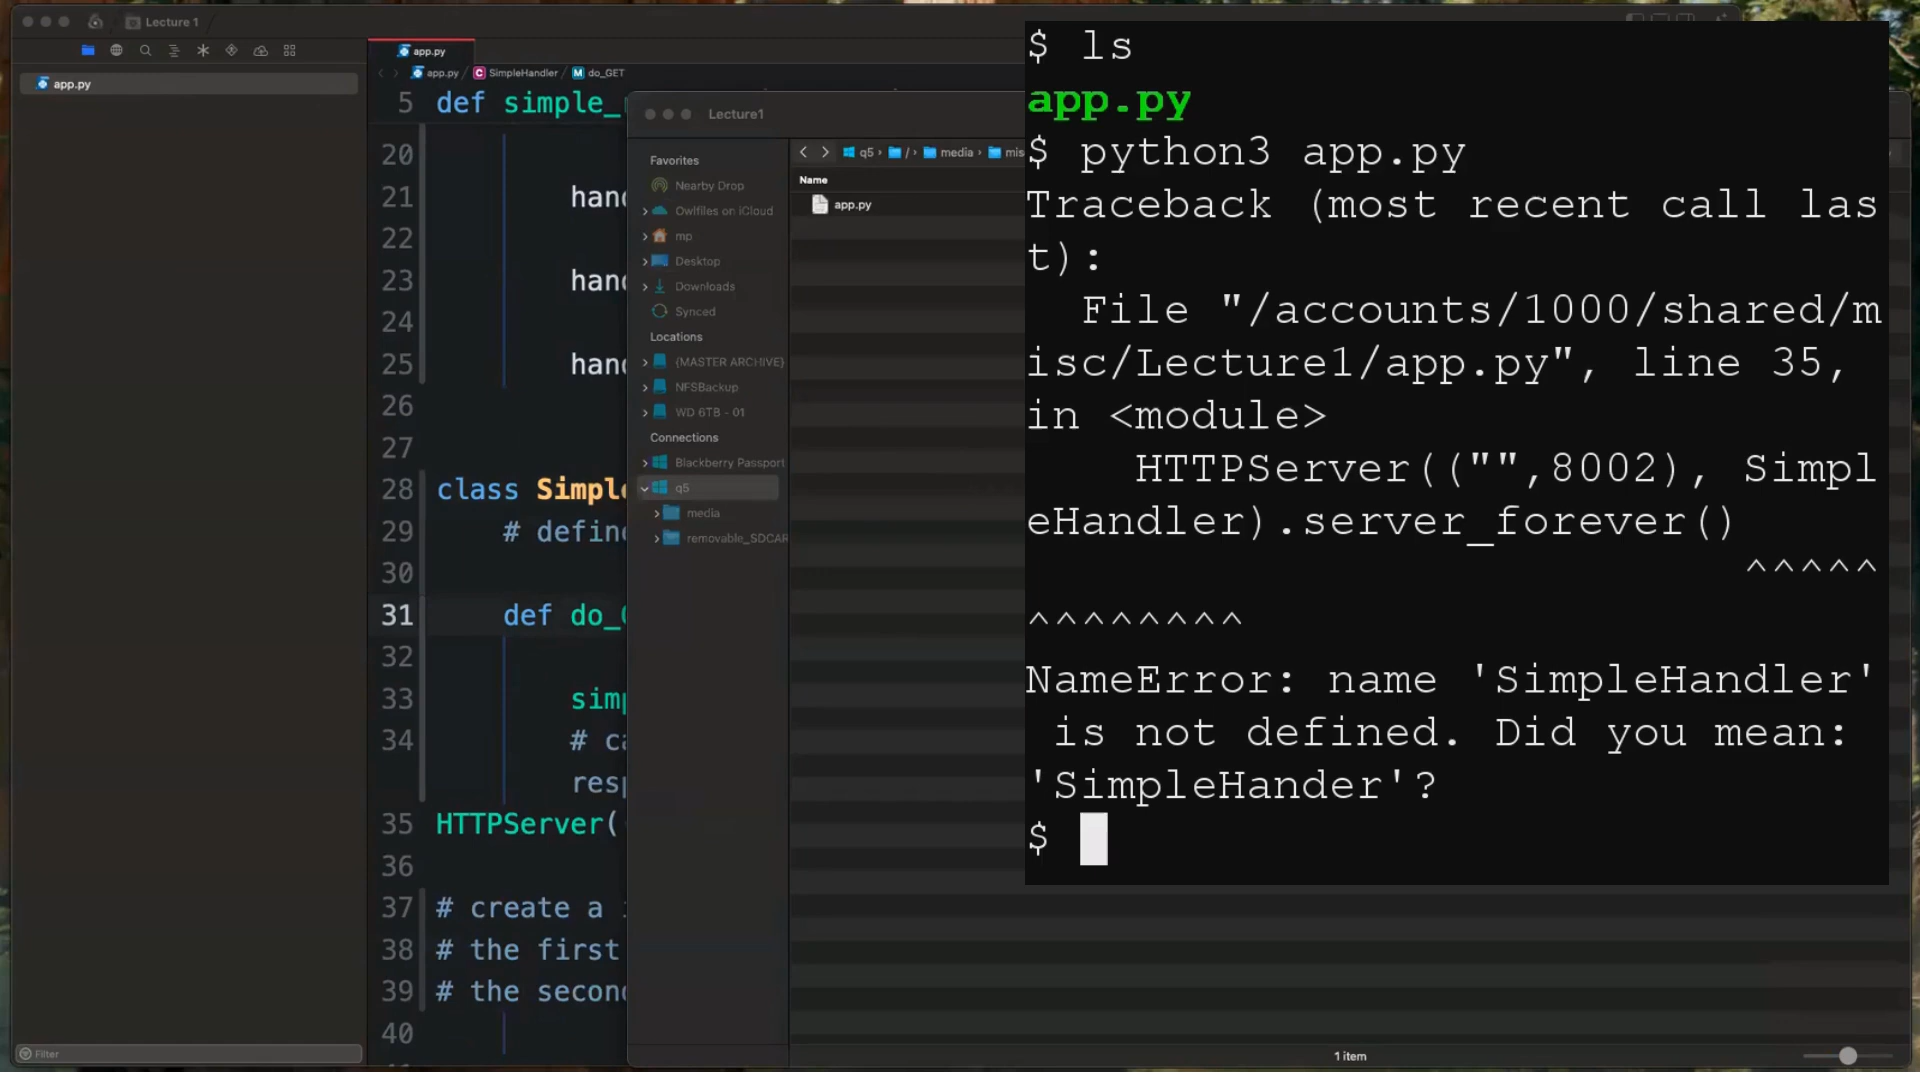 Lecture 1
app.py
app.py
app.py / C SimpleHandler / M do_GET
5 def simple_
20
21 hand
22
23 hand
24
25 hand
26
27
28 class Simpl
29 # defin
30
31 def do_
32
33 sim
34 # ca
res
35 HTTPServer(
36
37 # create a
38 # the first
39 # the secon
40
Filter
Lecture1
Favorites
Nearby Drop
Owlfiles on iCloud
mp
Desktop
Downloads
Synced
Locations
{MASTER ARCHIVE}
NFSBackup
WD 6TB - 01
Connections
Blackberry Passport
q5
media
removable_SDCAR
q5 › / › media › mis
Name
app.py
1 item
$ ls
app.py
$ python3 app.py
Traceback (most recent call las
t):
File "/accounts/1000/shared/m
isc/Lecture1/app.py", line 35,
in <module>
HTTPServer(("",8002), Simpl
eHandler).server_forever()
^^^^^
^^^^^^^^
NameError: name 'SimpleHandler'
is not defined. Did you mean:
'SimpleHander'?
$